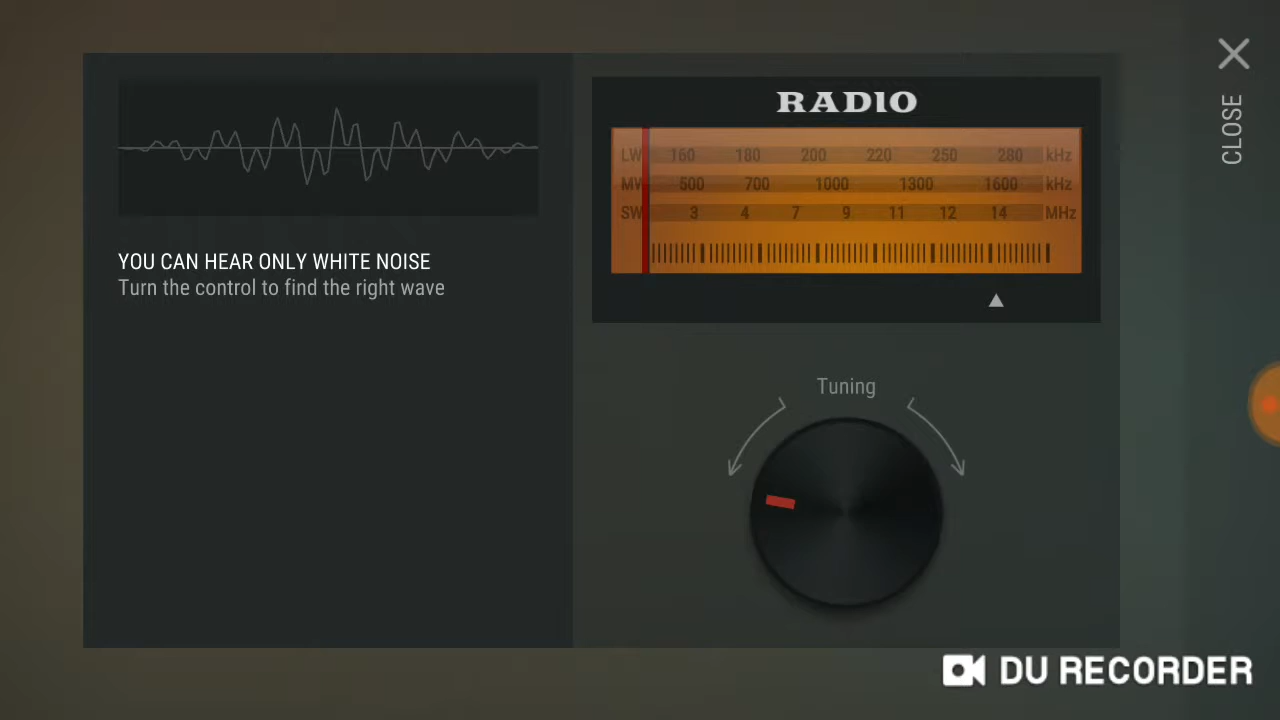 YOU CAN HEAR ONLY WHITE NOISE
Turn the control to find the right wave
RADIO
LW 160 180 200 220 250 280 kHz
MW 500 700 1000 1300 1600 kHz
SW 3 4 7 9 11 12 14 MHz
Tuning
CLOSE
DU RECORDER